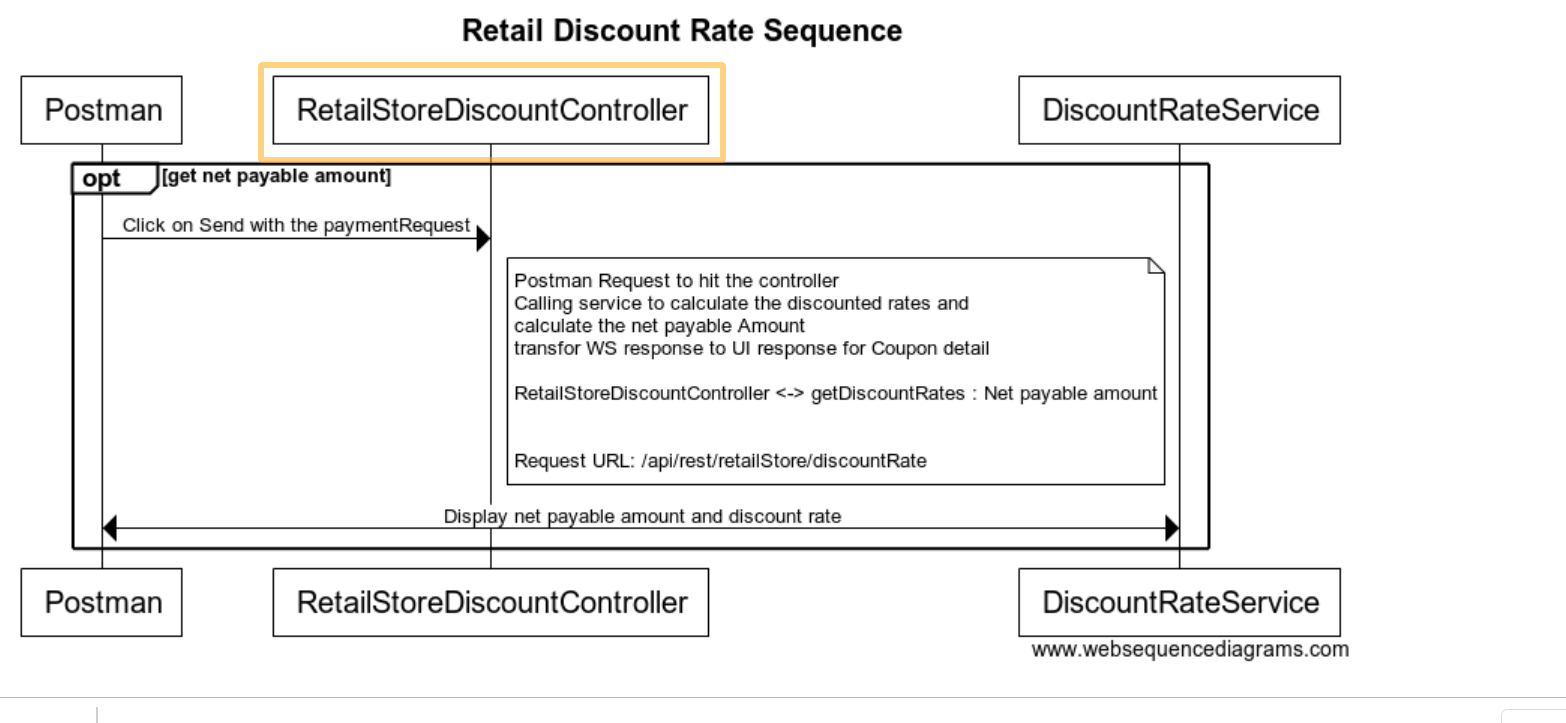 Retail Discount Rate Sequence
Postman
RetailStoreDiscountController
DiscountRateService
opt
[get net payable amount]
Click on Send with the paymentRequest
Postman Request to hit the controller
Calling service to calculate the discounted rates and
calculate the net payable Amount
transfor WS response to UI response for Coupon detail
RetailStoreDiscountController <-> getDiscountRates : Net payable amount
Request URL: /api/rest/retailStore/discountRate
Display net payable amount and discount rate
Postman
RetailStoreDiscountController
DiscountRateService
www.websequencediagrams.com